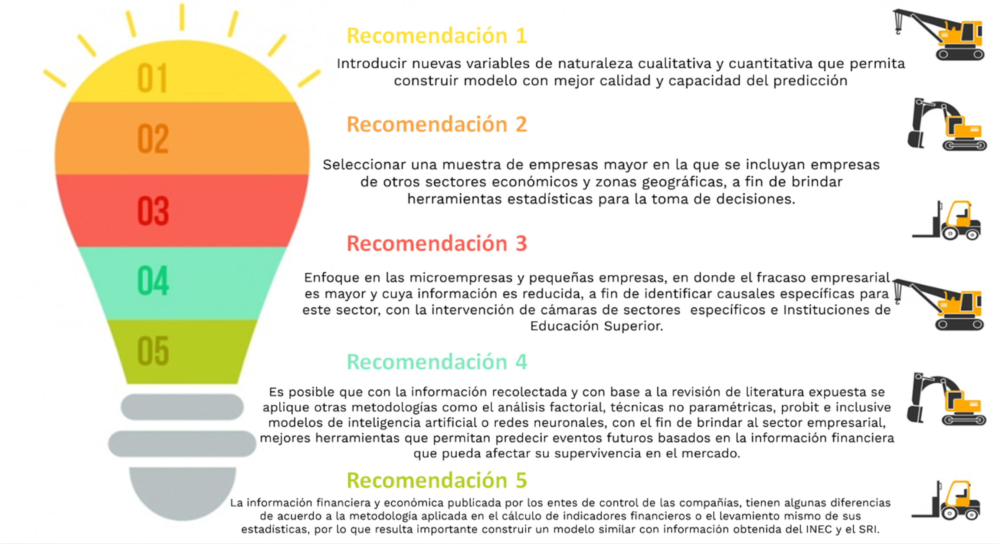 01
02
03
04
05
Recomendación 1
Introducir nuevas variables de naturaleza cualitativa y cuantitativa que permita
construir modelo con mejor calidad y capacidad del predicción
Recomendación 2
Seleccionar una muestra de empresas mayor en la que se incluyan empresas
de otros sectores económicos y zonas geográficas, a fin de brindar
herramientas estadísticas para la toma de decisiones.
Recomendación 3
Enfoque en las microempresas y pequeñas empresas, en donde el fracaso empresarial
es mayor y cuya información es reducida, a fin de identificar causales específicas para
este sector, con la intervención de cámaras de sectores específicos e Instituciones de
Educación Superior.
Recomendación 4
Es posible que con la información recolectada y con base a la revisión de literatura expuesta se
aplique otras metodologías como el análisis factorial, técnicas no paramétricas, probit e inclusive
modelos de inteligencia artificial o redes neuronales, con el fin de brindar al sector empresarial,
mejores herramientas que permitan predecir eventos futuros basados en la información financiera
que pueda afectar su supervivencia en el mercado.
Recomendación 5
La información financiera y económica publicada por los entes de control de las compañías, tienen algunas diferencias
de acuerdo a la metodología aplicada en el cálculo de indicadores financieros o el levamiento mismo de sus
estadísticas, por lo que resulta importante construir un modelo similar con información obtenida del INEC y el SRI.